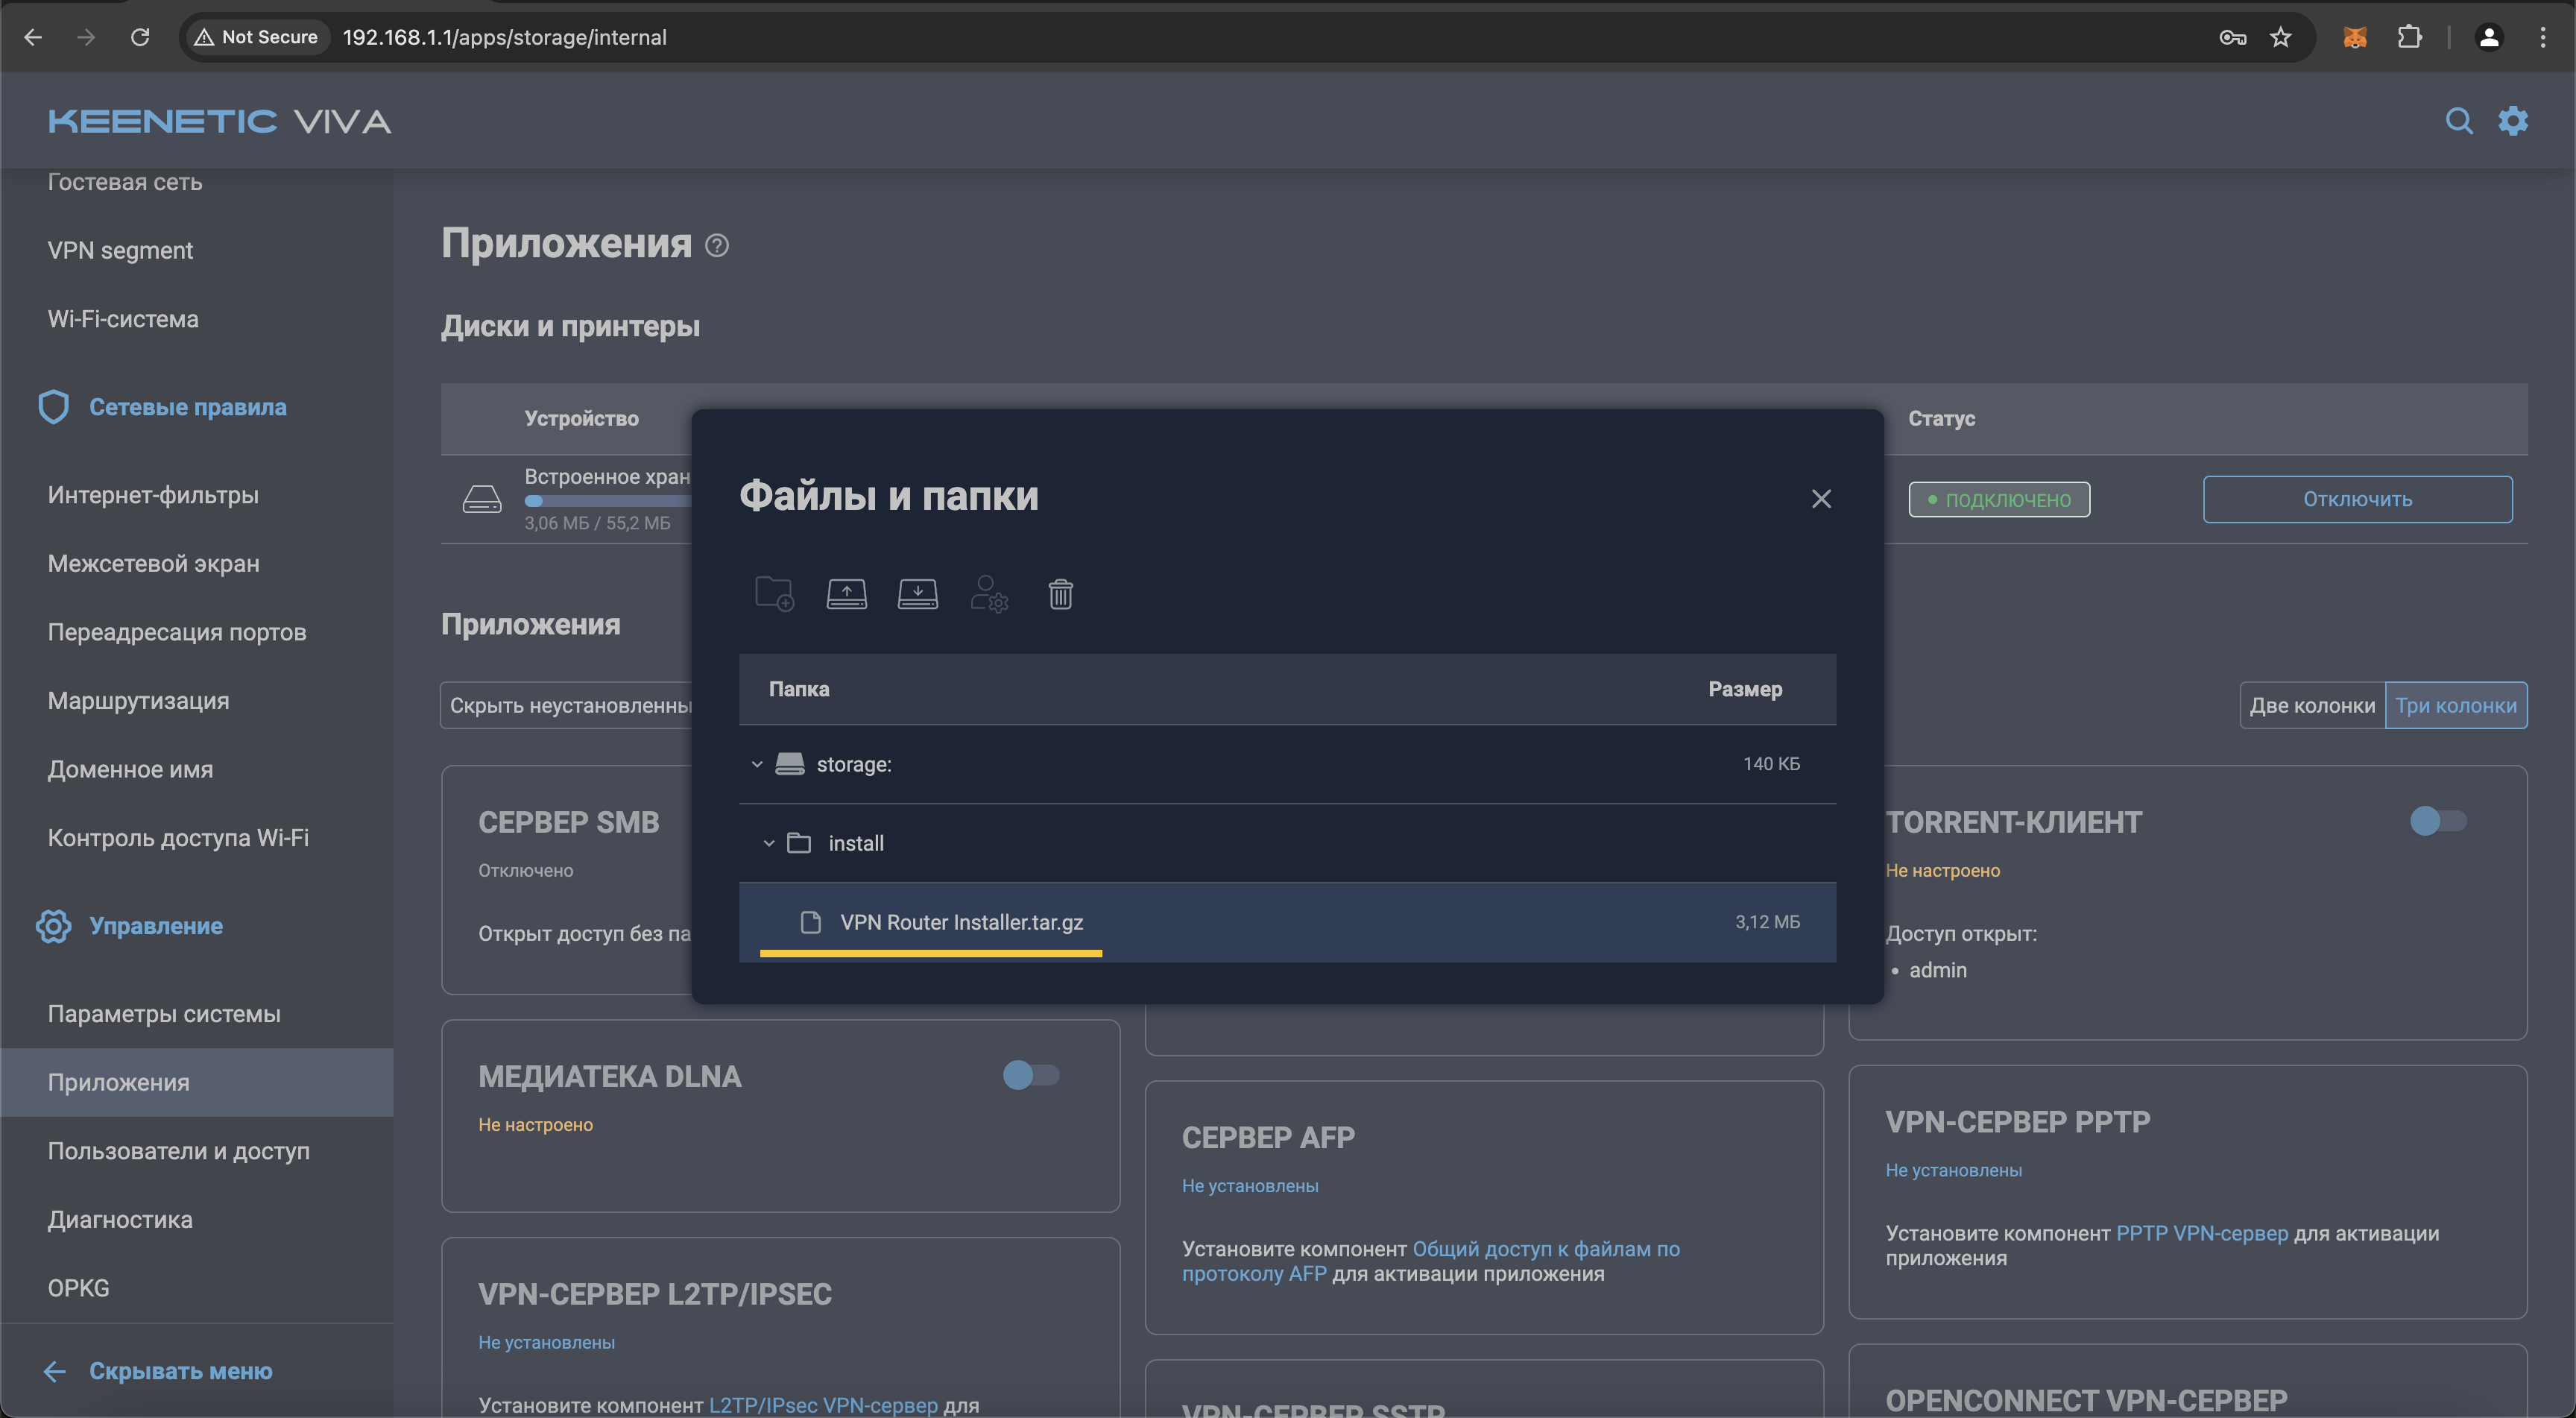 Not Secure
192.168.1.1/apps/storage/internal
KEENETIC VIVA
Гостевая сеть
VPN segment
Wi-Fi-система
Сетевые правила
Интернет-фильтры
Межсетевой экран
Переадресация портов
Маршрутизация
Доменное имя
Контроль доступа Wi-Fi
Управление
Параметры системы
Приложения
Пользователи и доступ
Диагностика
OPKG
Скрывать меню
Приложения
Диски и принтеры
Устройство
Статус
Встроенное хран
3,06 МБ / 55,2 МБ
ПОДКЛЮЧЕНО
Отключить
Приложения
Скрыть неустановленны
Две колонки
Три колонки
Файлы и папки
Папка
Размер
storage:
140 КБ
install
VPN Router Installer.tar.gz
3,12 МБ
СЕРВЕР SMB
Отключено
Открыт доступ без па
TORRENT-КЛИЕНТ
Не настроено
Доступ открыт:
• admin
МЕДИАТЕКА DLNA
Не настроено
СЕРВЕР AFP
Не установлены
Установите компонент Общий доступ к файлам по
протоколу AFP для активации приложения
VPN-СЕРВЕР PPTP
Не установлены
Установите компонент PPTP VPN-сервер для активации
приложения
VPN-СЕРВЕР L2TP/IPSEC
Не установлены
Установите компонент L2TP/IPsec VPN-сервер для
VPN-СЕРВЕР SSTP
OPENCONNECT VPN-СЕРВЕР